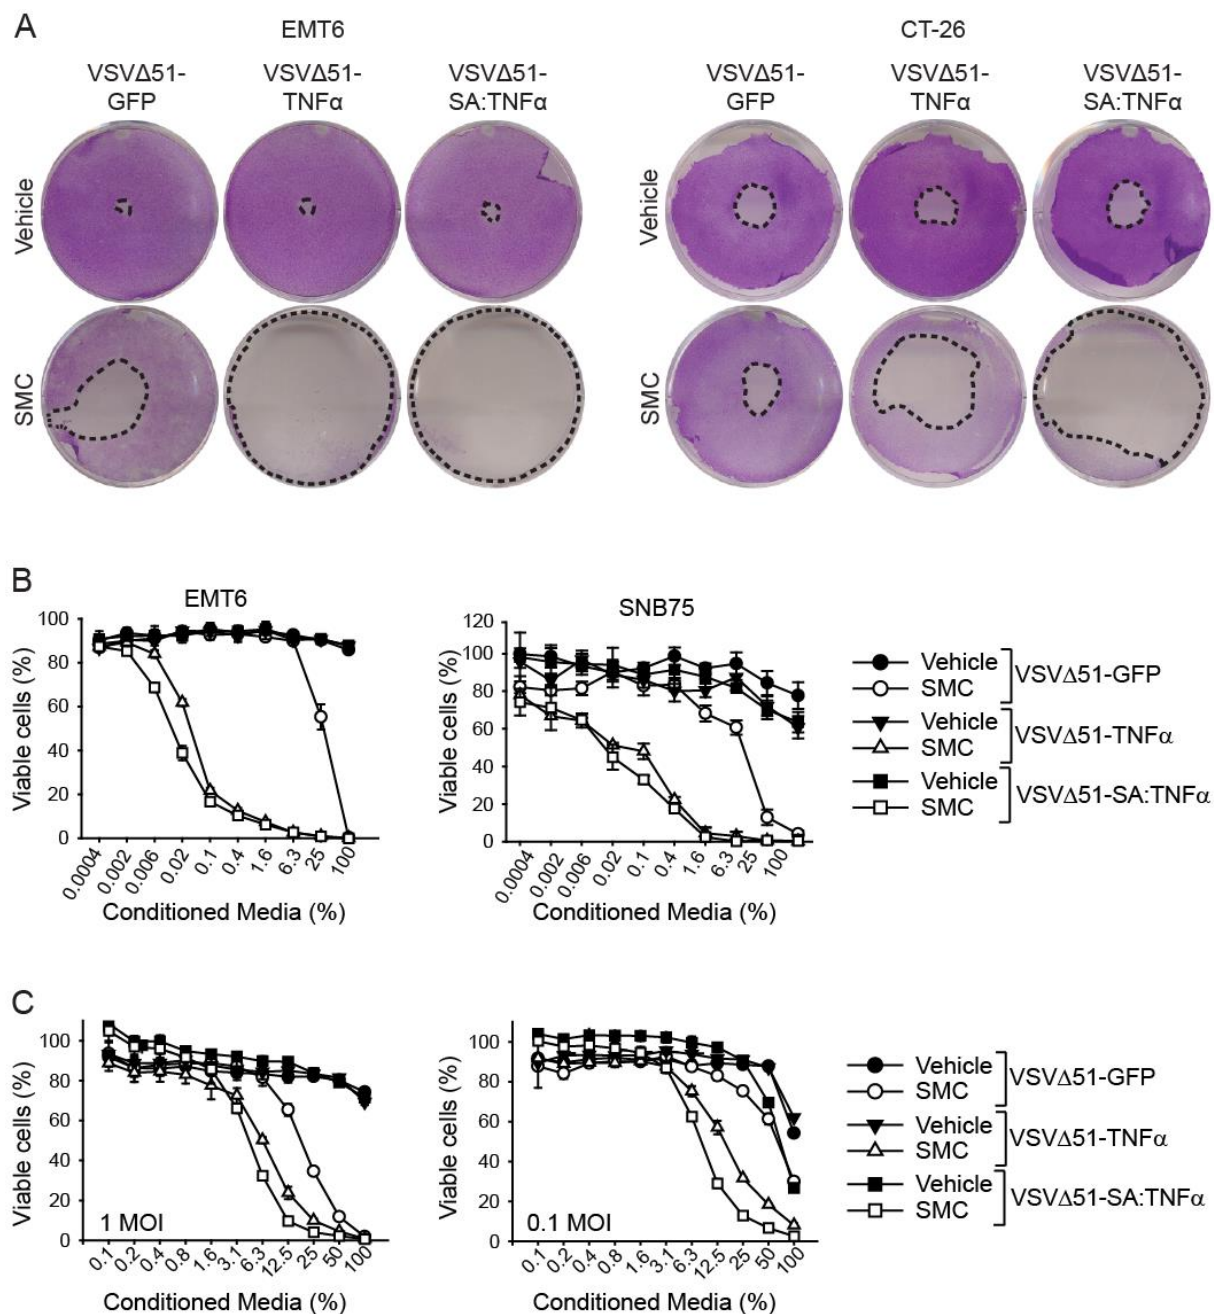 A
EMT6
CT-26
VSVΔ51-
GFP
VSVΔ51-
TNFα
VSVΔ51-
SA:TNFα
VSVΔ51-
GFP
VSVΔ51-
TNFα
VSVΔ51-
SA:TNFα
Vehicle
Vehicle
SMC
SMC
B
EMT6
Viable cells (%)
100
80
60
40
20
0
0.0004
0.002
0.006
0.02
0.1
0.4
1.6
6.3
25
100
Conditioned Media (%)
SNB75
Viable cells (%)
120
100
80
60
40
20
0
0.0004
0.002
0.006
0.02
0.1
0.4
1.6
6.3
25
100
Conditioned Media (%)
Vehicle
SMC
VSVΔ51-GFP
Vehicle
SMC
VSVΔ51-TNFα
Vehicle
SMC
VSVΔ51-SA:TNFα
C
Viable cells (%)
100
80
60
40
20
0
1 MOI
0.1
0.2
0.4
0.8
1.6
3.1
6.3
12.5
25
50
100
Conditioned Media (%)
Viable cells (%)
100
80
60
40
20
0
0.1 MOI
0.1
0.2
0.4
0.8
1.6
3.1
6.3
12.5
25
50
100
Conditioned Media (%)
Vehicle
SMC
VSVΔ51-GFP
Vehicle
SMC
VSVΔ51-TNFα
Vehicle
SMC
VSVΔ51-SA:TNFα